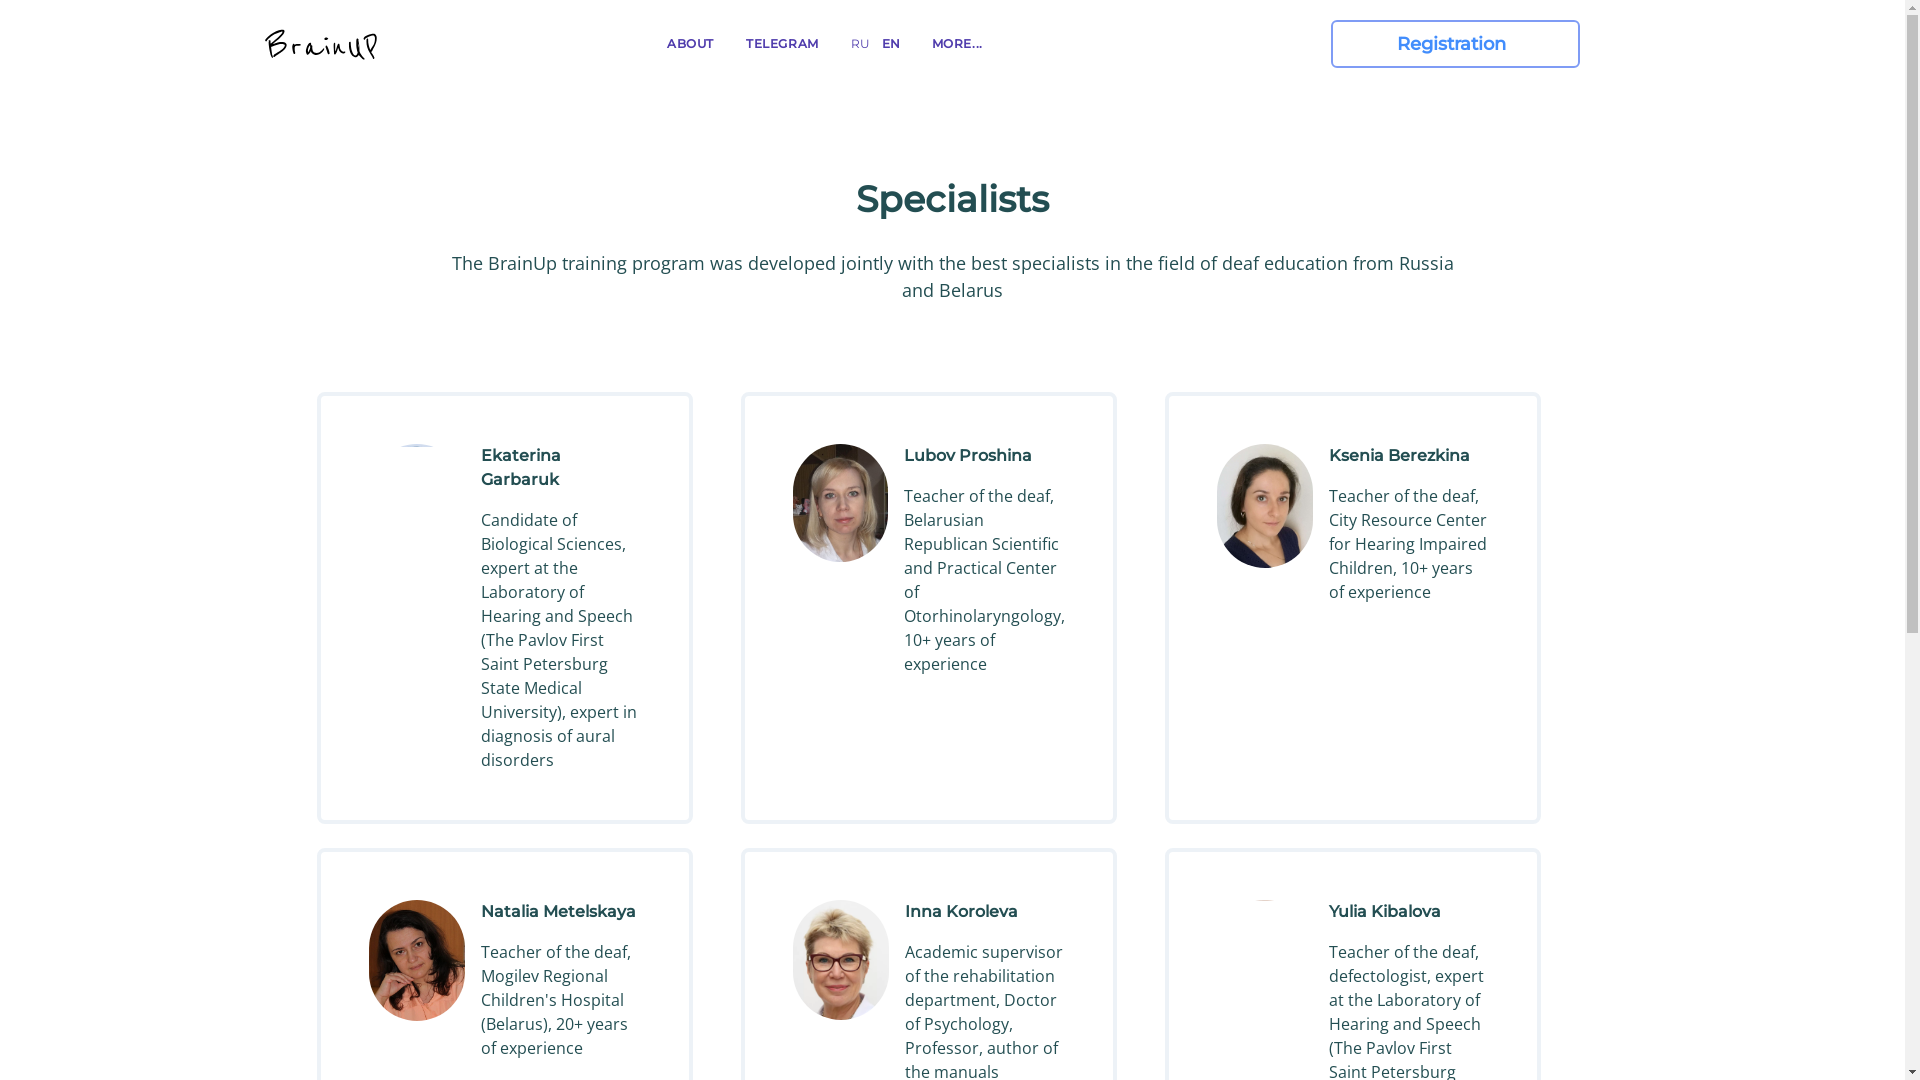 BrainUP
ABOUT
TELEGRAM
RU
EN
MORE...
Registration
Specialists
The BrainUp training program was developed jointly with the best specialists in the field of deaf education from Russia
and Belarus
Ekaterina
Garbaruk
Candidate of
Biological Sciences,
expert at the
Laboratory of
Hearing and Speech
(The Pavlov First
Saint Petersburg
State Medical
University), expert in
diagnosis of aural
disorders
Lubov Proshina
Teacher of the deaf,
Belarusian
Republican Scientific
and Practical Center
of
Otorhinolaryngology,
10+ years of
experience
Ksenia Berezkina
Teacher of the deaf,
City Resource Center
for Hearing Impaired
Children, 10+ years
of experience
Natalia Metelskaya
Teacher of the deaf,
Mogilev Regional
Children's Hospital
(Belarus), 20+ years
of experience
Inna Koroleva
Academic supervisor
of the rehabilitation
department, Doctor
of Psychology,
Professor, author of
the manuals
Yulia Kibalova
Teacher of the deaf,
defectologist, expert
at the Laboratory of
Hearing and Speech
(The Pavlov First
Saint Petersburg